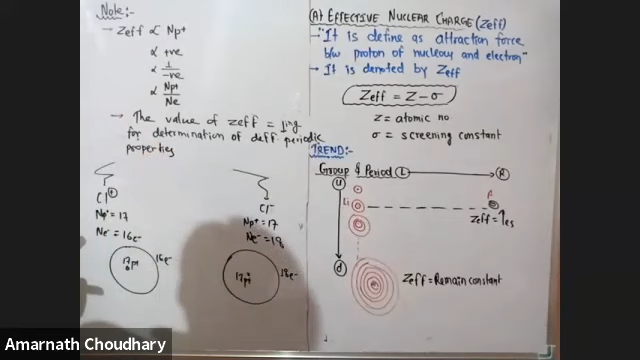 Note:-
- Zeff ∝ Np+
∝ +ve
∝ 1/-ve
∝ Np+/Ne
→ The value of zeff = ↑ing
for determination of deff periodic
properties
Cl⊕
Np+ = 17
Ne- = 16e-
17p+
16e-
Cl-
Np+ = 17
Ne- = 18
17p+
18e-
(A) EFFECTIVE NUCLEAR CHARGE (Zeff)
- "It is define as attraction force
b/w proton of nucleous and electron"
→ It is denoted by Zeff
Zeff = Z - σ
Z = atomic no
σ = screening constant
TREND:-
Group & Period L → R
U
Li
F
Zeff = ↑es
d
Zeff = Remain constant
Amarnath Choudhary